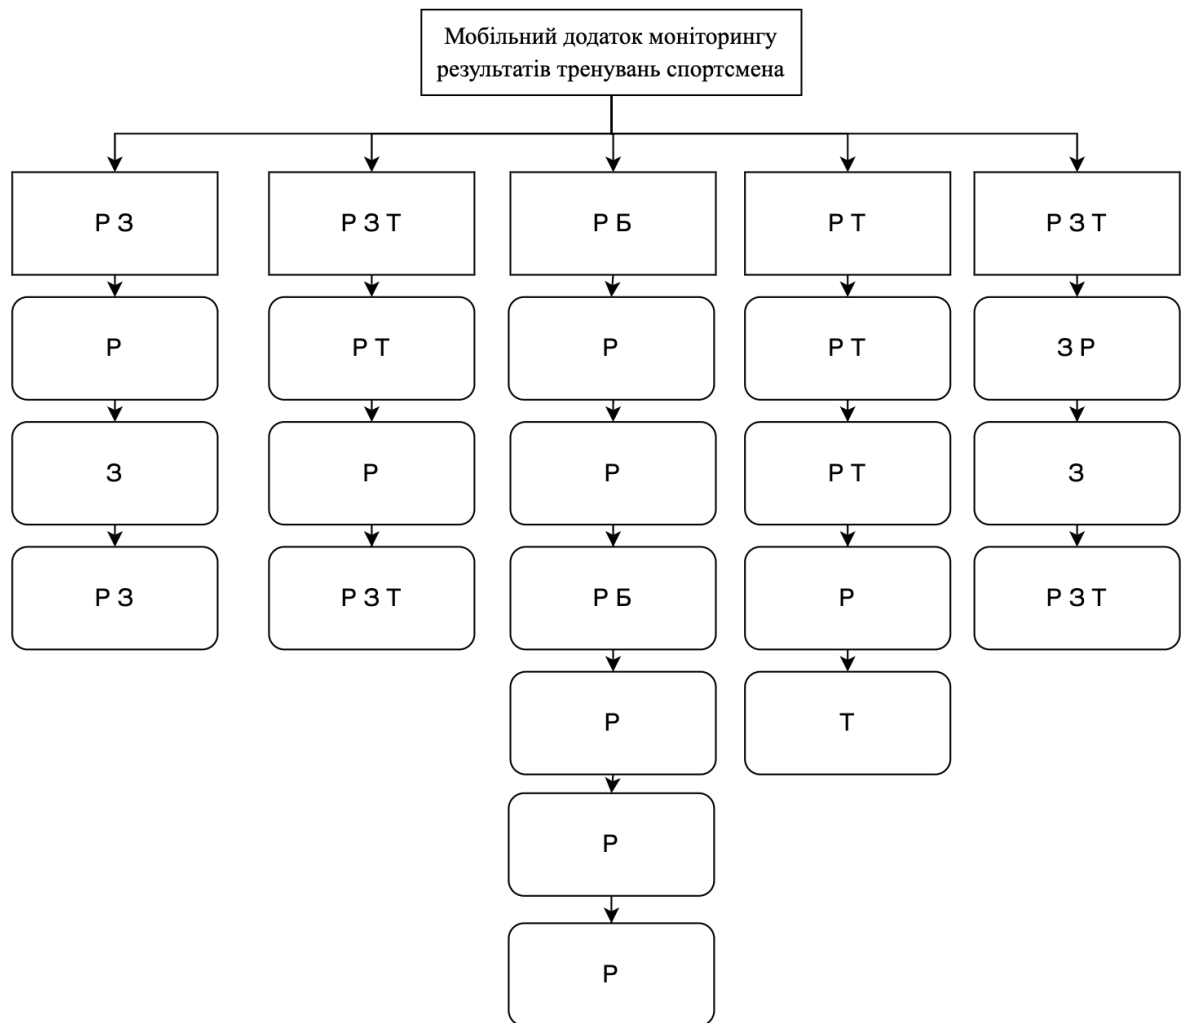 Мобільний додаток моніторингу
результатів тренувань спортсмена
Р З
Р З Т
Р Б
Р Т
Р З Т
Р
Р Т
Р
Р Т
З Р
З
Р
Р
Р Т
З
Р З
Р З Т
Р Б
Р
Р З Т
Р
Т
Р
Р